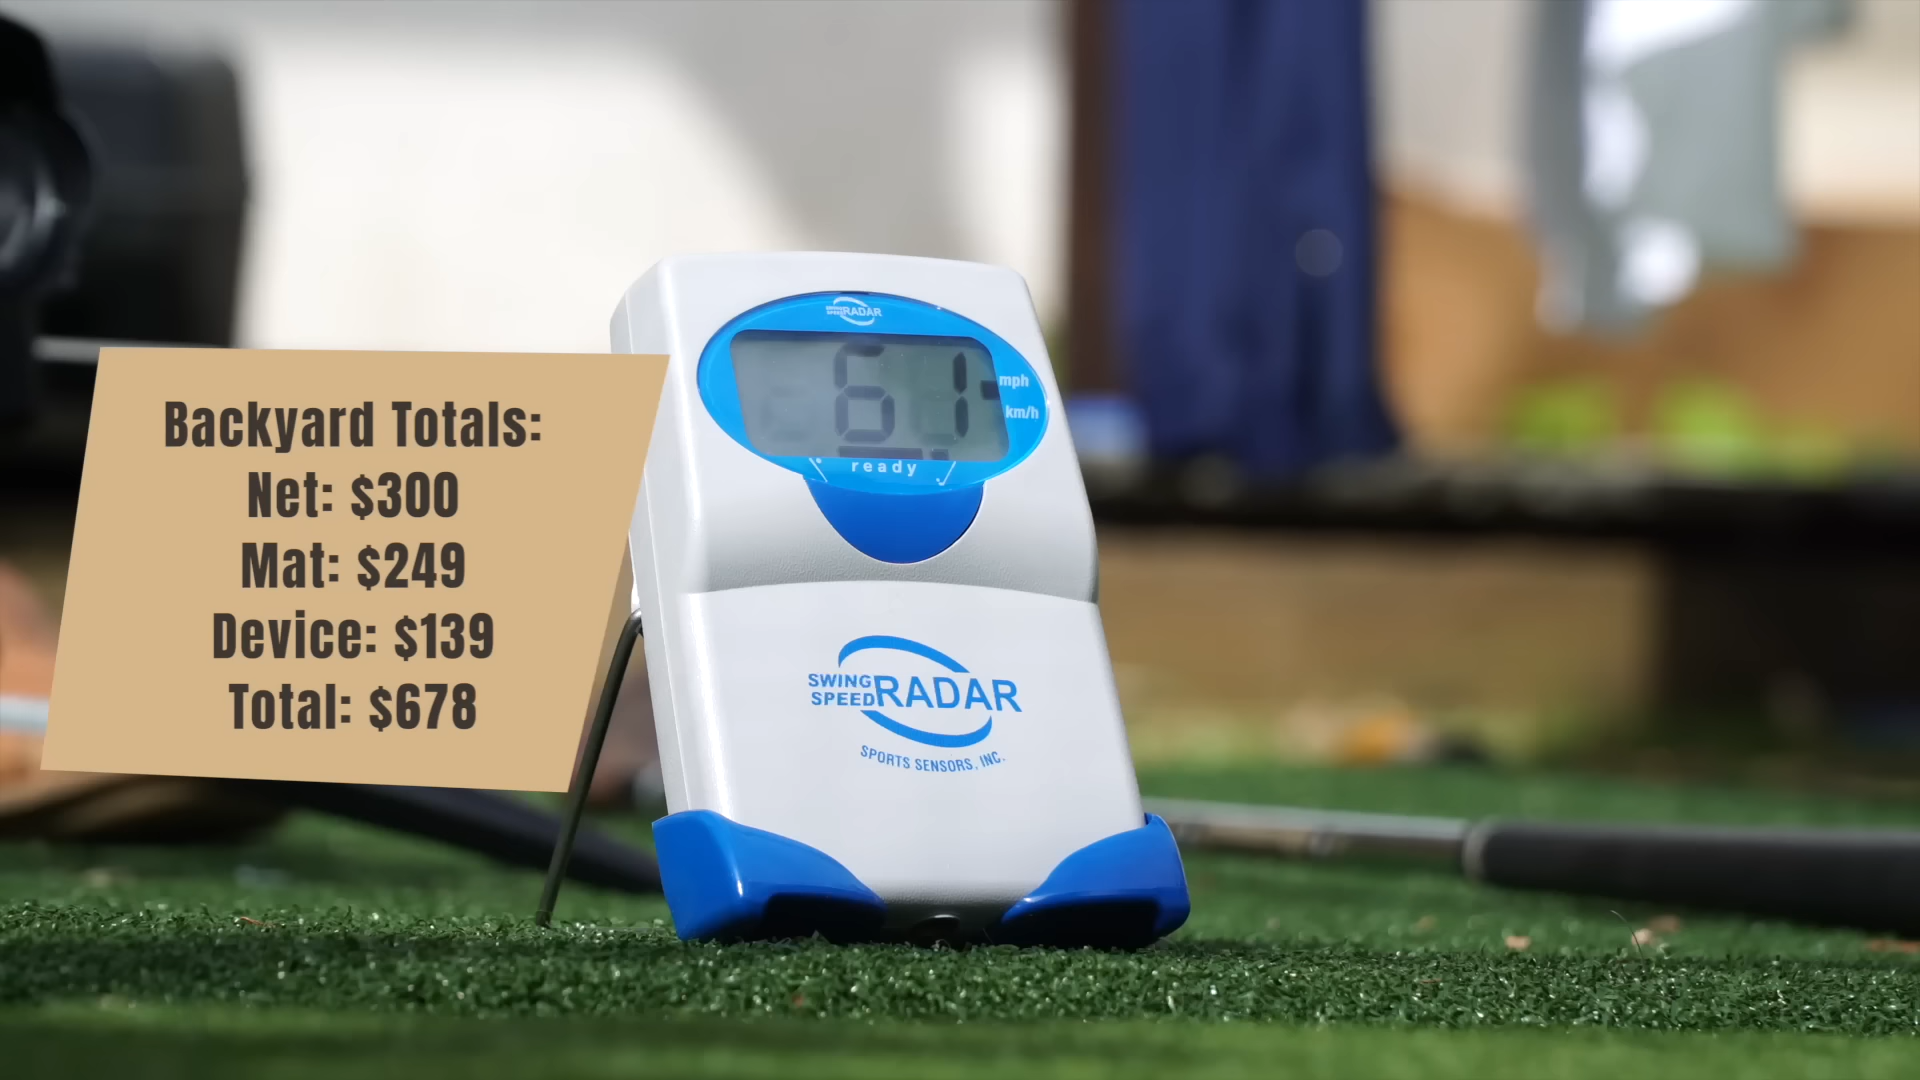 Backyard Totals:
Net: $300
Mat: $249
Device: $139
Total: $678
SWING SPEED RADAR
61
mph
km/h
ready
SWING
SPEED RADAR
SPORTS SENSORS, INC.